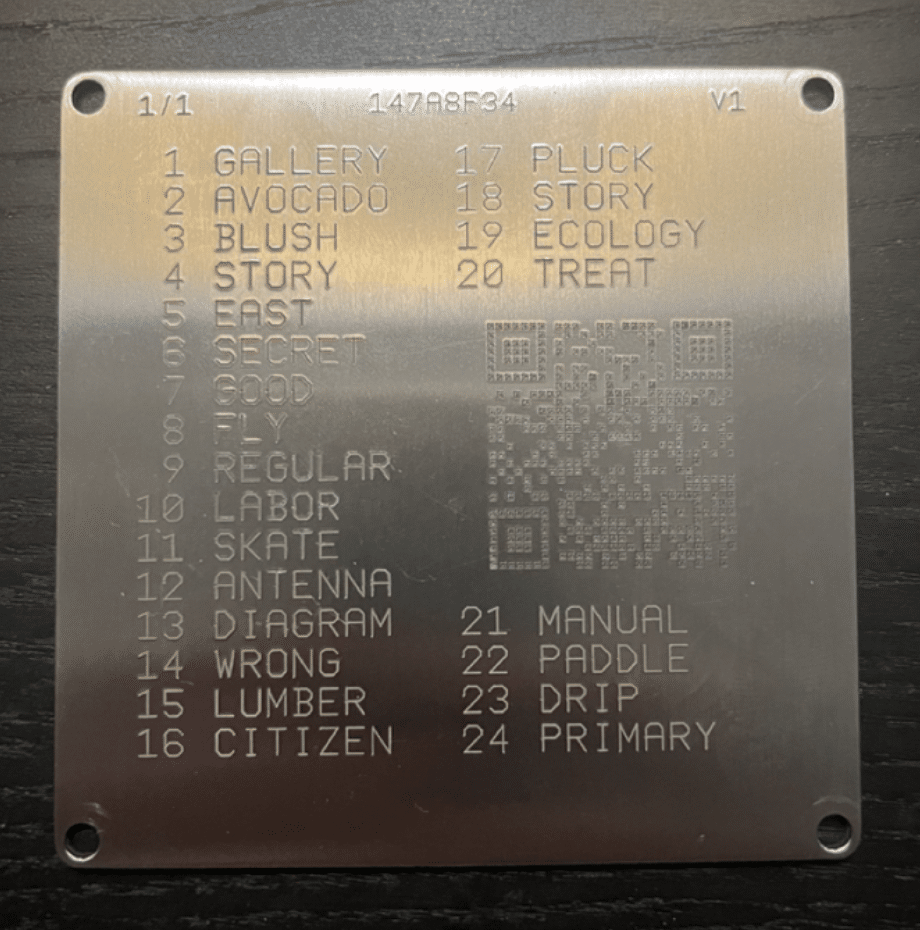 1/1 147A8F34 V1
1 GALLERY
2 AVOCADO
3 BLUSH
4 STORY
5 EAST
6 SECRET
7 GOOD
8 FLY
9 REGULAR
10 LABOR
11 SKATE
12 ANTENNA
13 DIAGRAM
14 WRONG
15 LUMBER
16 CITIZEN
17 PLUCK
18 STORY
19 ECOLOGY
20 TREAT
21 MANUAL
22 PADDLE
23 DRIP
24 PRIMARY